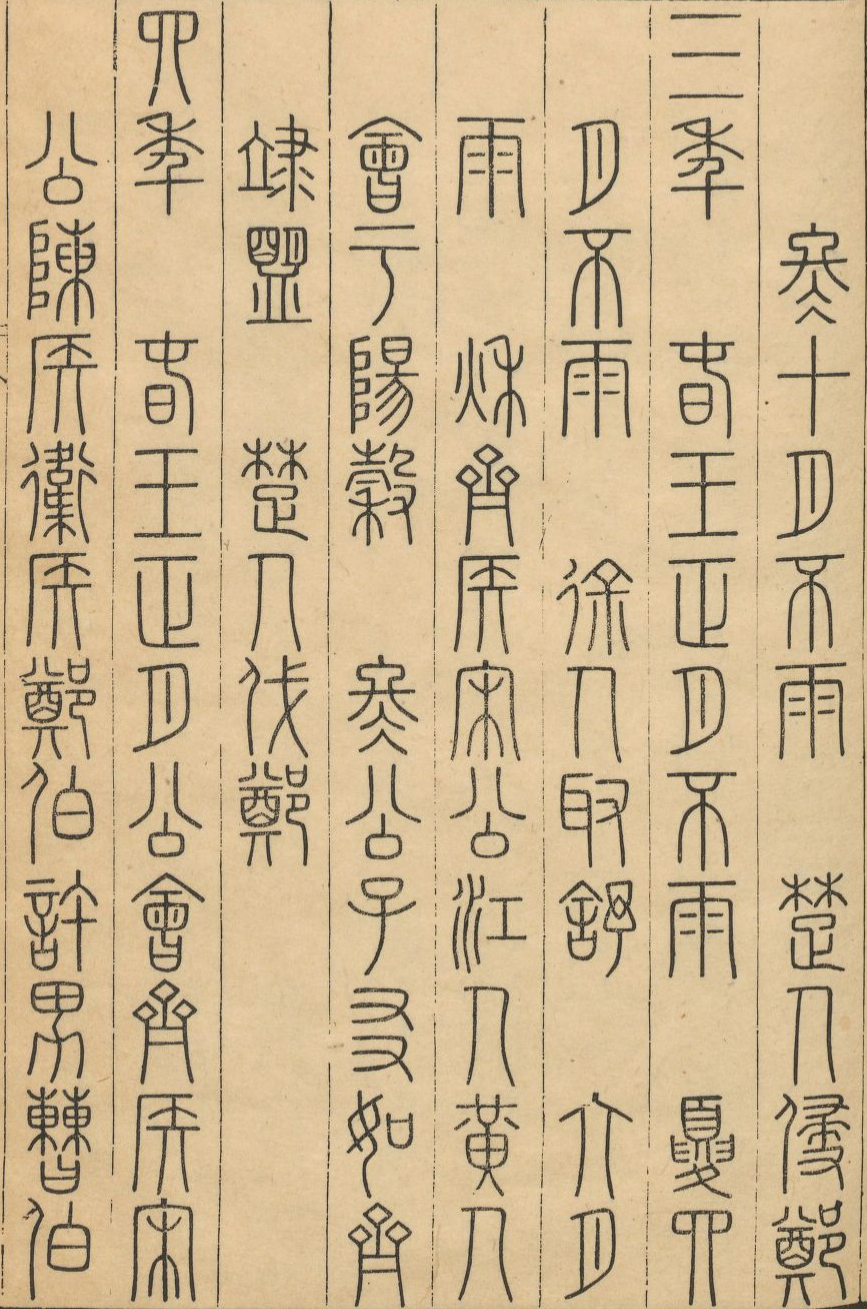 冬十月不雨　楚人侵鄭
三年　春王正月不雨　夏四
月不雨　徐人取舒　六月
雨　秋齊侯宋公江人黃人
會于陽穀　冬公子友如齊
䇐盟　楚人伐鄭
四年　春王正月公會齊侯宋
公陳侯衛侯鄭伯許男曹伯